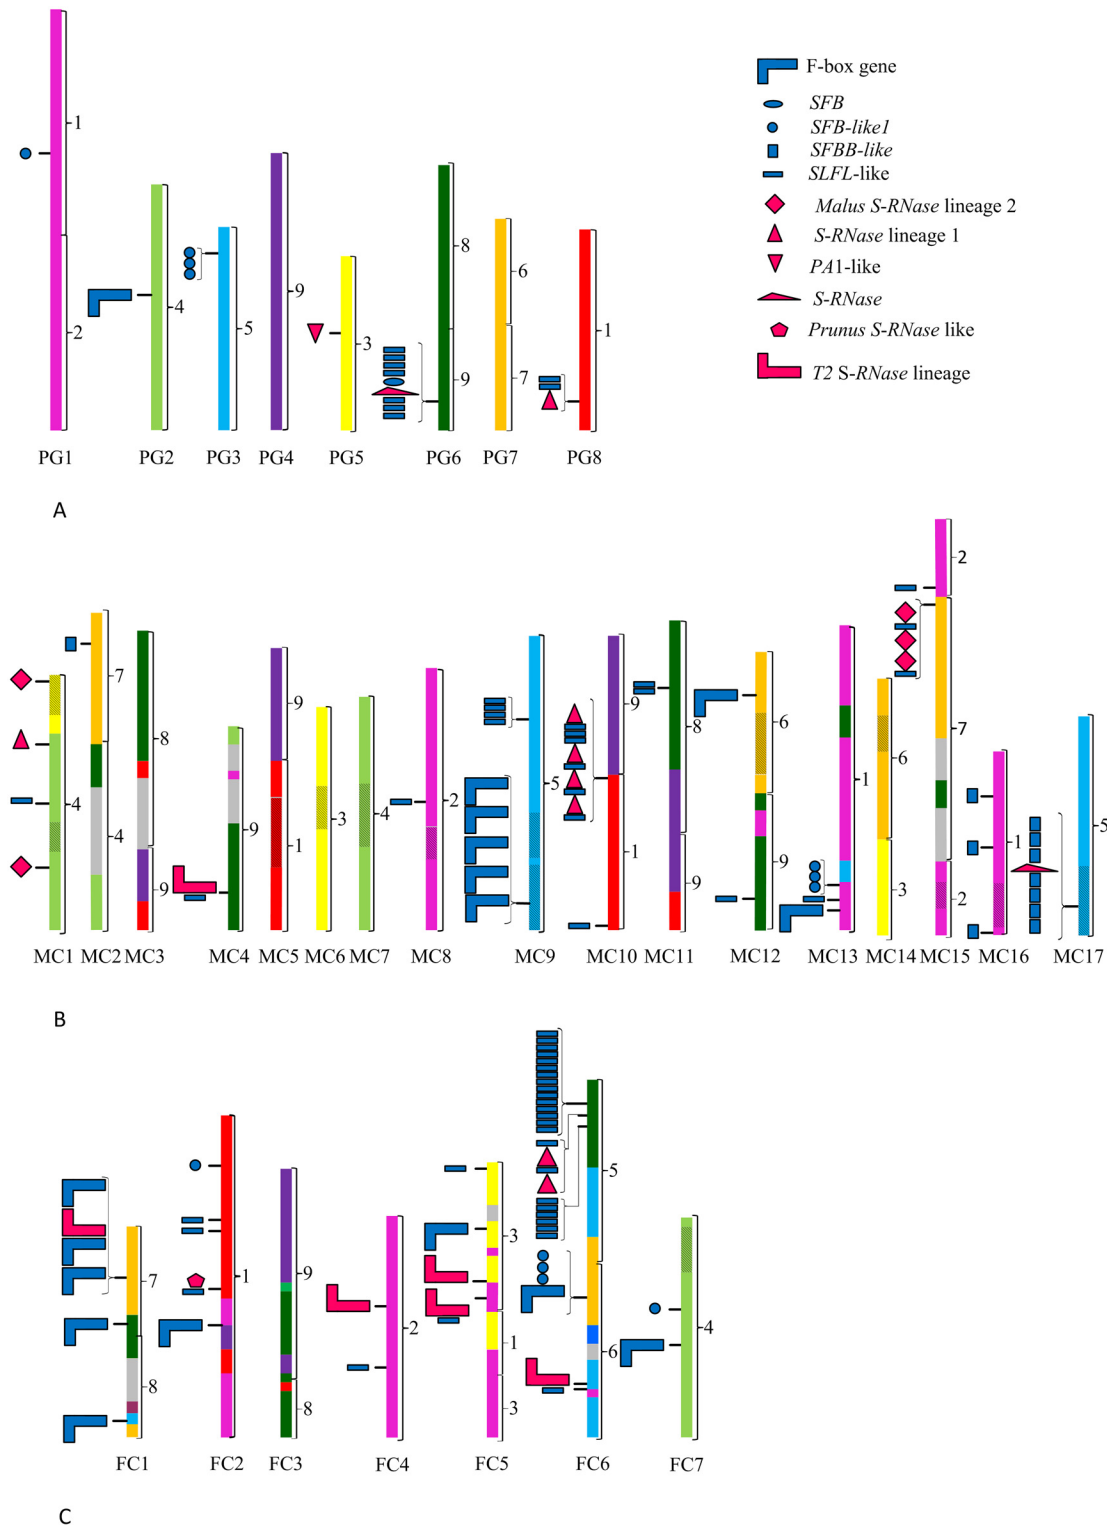 F-box gene
SFB
SFB-like1
SFBB-like
SLFL-like
Malus S-RNase lineage 2
S-RNase lineage 1
PA1-like
S-RNase
Prunus S-RNase like
T2 S-RNase lineage
1
2
4
5
9
3
8
9
6
7
1
PG1 PG2 PG3 PG4 PG5 PG6 PG7 PG8
A
4
7
4
8
9
9
9
1
3
4
2
5
9
1
8
9
6
9
1
6
3
2
7
2
1
5
MC1 MC2 MC3 MC4 MC5 MC6 MC7 MC8 MC9 MC10 MC11 MC12 MC13 MC14 MC15 MC16 MC17
B
7
8
1
9
8
2
3
1
3
5
6
4
FC1 FC2 FC3 FC4 FC5 FC6 FC7
C